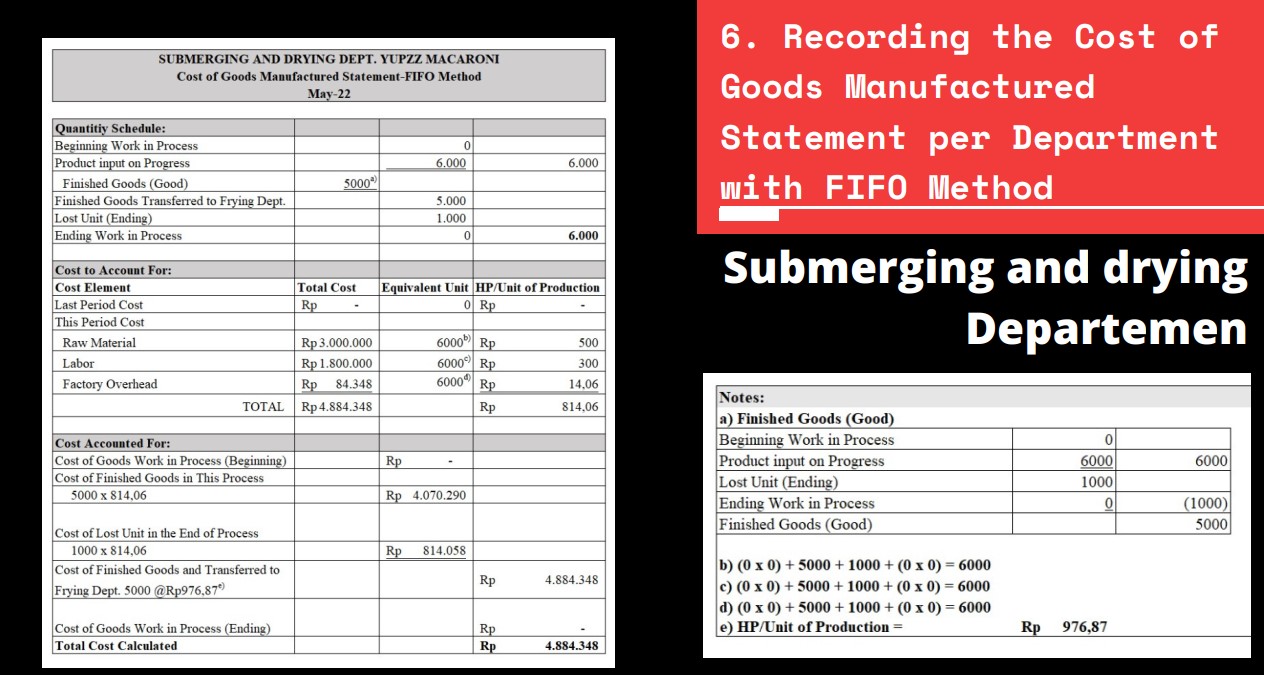 SUBMERGING AND DRYING DEPT. YUPZZ MACARONI
Cost of Goods Manufactured Statement-FIFO Method
May-22
Quantitiy Schedule:
Beginning Work in Process 0
Product input on Progress 6.000 6.000
Finished Goods (Good) 5000a)
Finished Goods Transferred to Frying Dept. 5.000
Lost Unit (Ending) 1.000
Ending Work in Process 0 6.000
Cost to Account For:
Cost Element Total Cost Equivalent Unit HP/Unit of Production
Last Period Cost Rp - 0 Rp -
This Period Cost
Raw Material Rp 3.000.000 6000b) Rp 500
Labor Rp 1.800.000 6000c) Rp 300
Factory Overhead Rp 84.348 6000d) Rp 14,06
TOTAL Rp 4.884.348 Rp 814,06
Cost Accounted For:
Cost of Goods Work in Process (Beginning) Rp -
Cost of Finished Goods in This Process
5000 x 814,06 Rp 4.070.290
Cost of Lost Unit in the End of Process
1000 x 814,06 Rp 814.058
Cost of Finished Goods and Transferred to
Frying Dept. 5000 @Rp976,87e) Rp 4.884.348
Cost of Goods Work in Process (Ending) Rp -
Total Cost Calculated Rp 4.884.348
6. Recording the Cost of
Goods Manufactured
Statement per Department
with FIFO Method
Submerging and drying
Departemen
Notes:
a) Finished Goods (Good)
Beginning Work in Process 0
Product input on Progress 6000 6000
Lost Unit (Ending) 1000
Ending Work in Process 0 (1000)
Finished Goods (Good) 5000
b) (0 x 0) + 5000 + 1000 + (0 x 0) = 6000
c) (0 x 0) + 5000 + 1000 + (0 x 0) = 6000
d) (0 x 0) + 5000 + 1000 + (0 x 0) = 6000
e) HP/Unit of Production = Rp 976,87